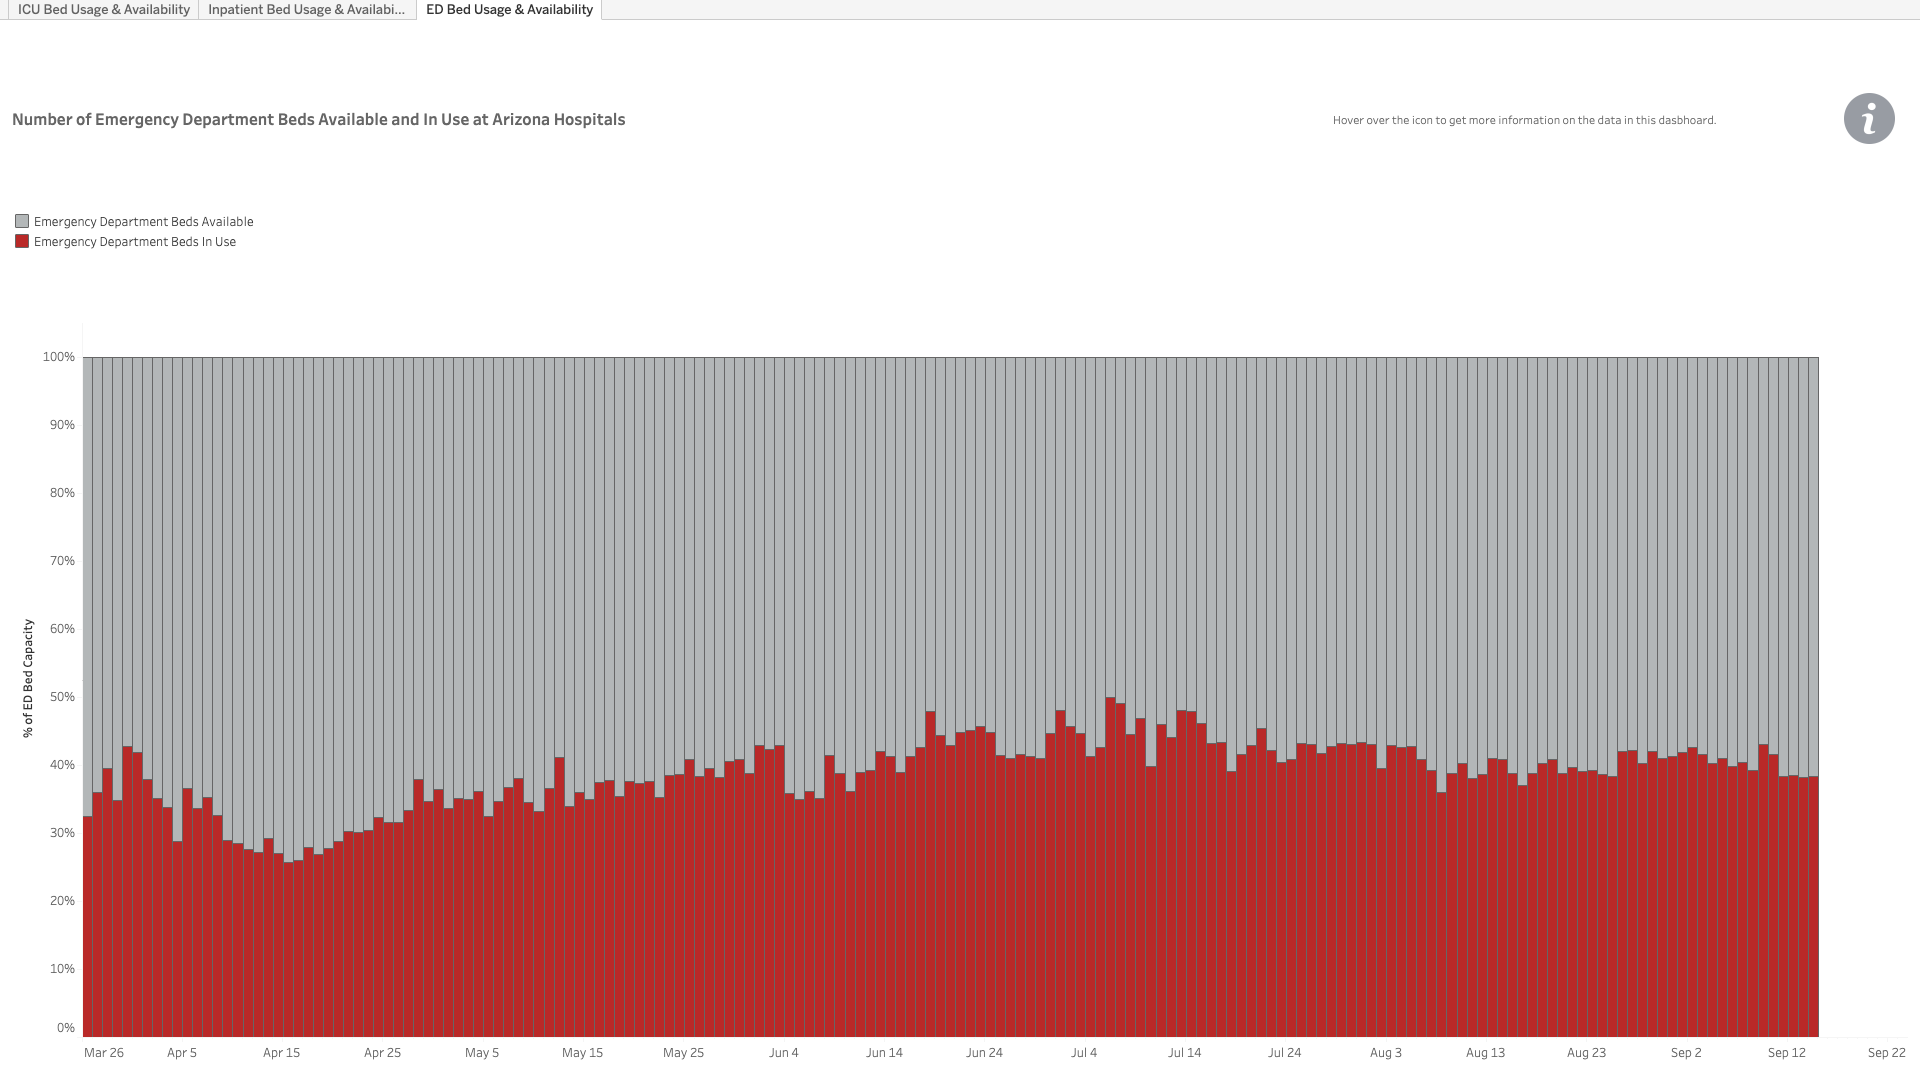 ICU Bed Usage & Availability
Inpatient Bed Usage & Availabi...
ED Bed Usage & Availability
Number of Emergency Department Beds Available and In Use at Arizona Hospitals
Hover over the icon to get more information on the data in this dasbhoard.
i
Emergency Department Beds Available
Emergency Department Beds In Use
% of ED Bed Capacity
100%
90%
80%
70%
60%
50%
40%
30%
20%
10%
0%
Mar 26
Apr 5
Apr 15
Apr 25
May 5
May 15
May 25
Jun 4
Jun 14
Jun 24
Jul 4
Jul 14
Jul 24
Aug 3
Aug 13
Aug 23
Sep 2
Sep 12
Sep 22